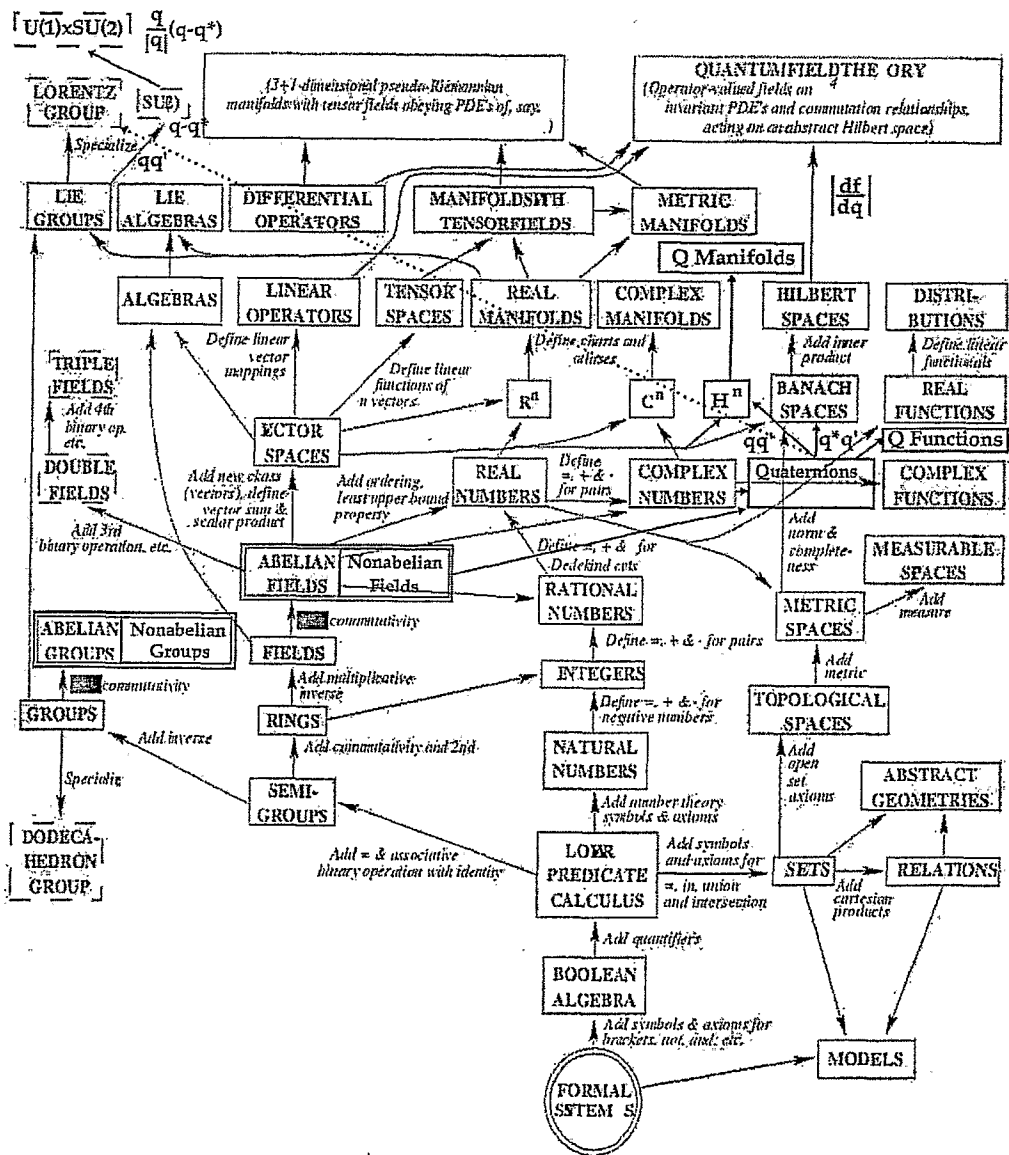 U(1)xSU(2) q/|q|(q-q*)
LORENTZ
GROUP
SU2)
q-q*
Specialize
qq'
(3+1-dimensional pseudo-Riemannian
manifolds with tensor fields obeying PDE's of, say.
)
QUANTUMFIELDTHE ORY
(Operator-valued fields on 4
invariant PDE's and commutation relationships,
acting on an abstract Hilbert space)
LIE
GROUPS
LIE
ALGEBRAS
DIFFERENTIAL
OPERATORS
MANIFOLDSITH
TENSORFIELDS
METRIC
MANIFOLDS
|df/dq|
Q Manifolds
ALGEBRAS
LINEAR
OPERATORS
TENSOR
SPACES
REAL
MANIFOLDS
COMPLEX
MANIFOLDS
HILBERT
SPACES
DISTRI-
BUTIONS
Define linear
vector
mappings
Define linear
functions of
n vectors.
Define charts and
atlases
Add inner
product
Define linear
functionals
TRIPLE
FIELDS
Add 4th
binary op.
etc.
DOUBLE
FIELDS
ECTOR
SPACES
R^n
C^n
H^n
BANACH
SPACES
REAL
FUNCTIONS
qq'
q*q'
Q Functions
Add new class
(vectors), define
vector sum &
scalar product
Add ordering,
least upper bound
property
REAL
NUMBERS
Define
=, + & ·
for pairs
COMPLEX
NUMBERS
Quaternions
COMPLEX
FUNCTIONS
Add 3rd
binary operation, etc.
ABELIAN
FIELDS
Nonabelian
Fields
Define =, + & · for
Dedekind cuts
RATIONAL
NUMBERS
Add
norm &
complete-
ness
MEASURABLE
SPACES
METRIC
SPACES
Add
measure
ABELIAN
GROUPS
Nonabelian
Groups
commutivity
FIELDS
Define =, + & · for pairs
Add
metric
commutivity
Add multiplicative
inverse
INTEGERS
GROUPS
RINGS
Define =, + & · for
negative numbers
TOPOLOGICAL
SPACES
Add inverse
Add commutativity and 2nd
NATURAL
NUMBERS
Add
open
set
axioms
ABSTRACT
GEOMETRIES
Specialize
SEMI-
GROUPS
Add number theory
symbols & axioms
DODECA-
HEDRON
GROUP
Add = & associative
binary operation with identity
LOER
PREDICATE
CALCULUS
Add symbols
and axioms for
=, in, union
and intersection
SETS
Add
cartesian
products
RELATIONS
Add quantifiers
BOOLEAN
ALGEBRA
Add symbols & axioms for
brackets, not, and, etc.
MODELS
FORMAL
SSTEM S